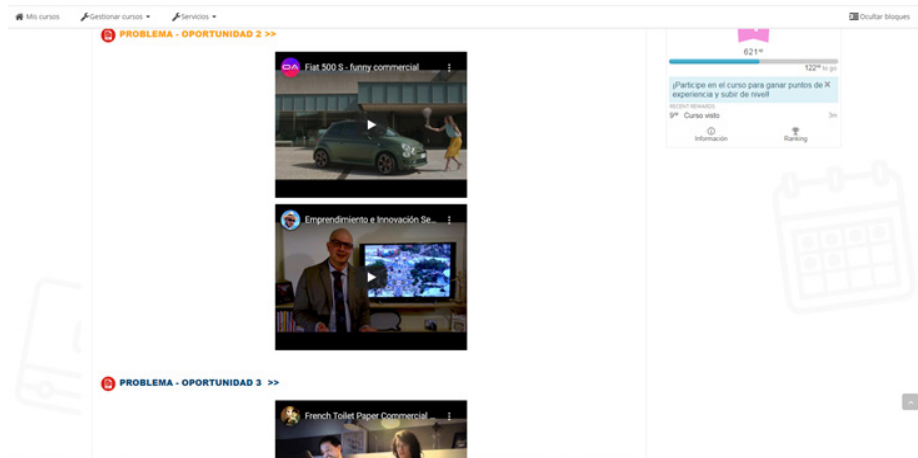 Mis cursos
Gestionar cursos
Servicios
Ocultar bloques
PROBLEMA - OPORTUNIDAD 2 >>
Fiat 500 S - funny commercial
Emprendimiento e Innovación Se...
PROBLEMA - OPORTUNIDAD 3 >>
French Toilet Paper Commercial ...
621
122 to go
¡Participe en el curso para ganar puntos de
experiencia y subir de nivel!
RECENT REWARDS
9 Curso visto 3m
Información
Ranking